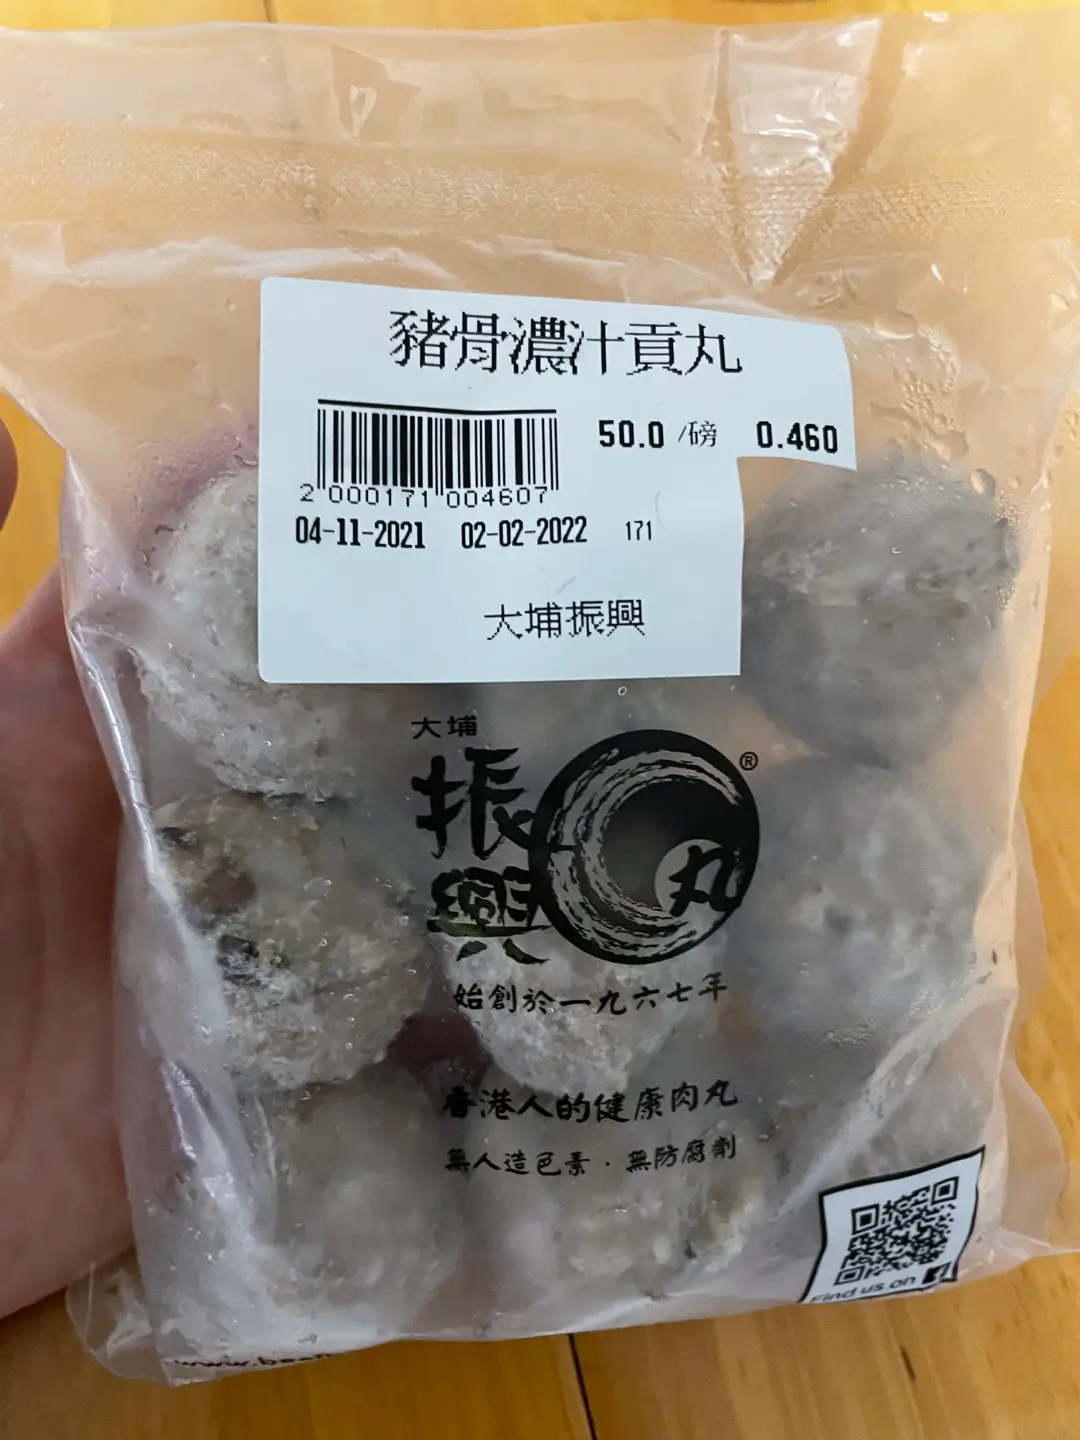 豬骨濃汁貢丸
50.0 /磅 0.460
2 000171 004607
04-11-2021 02-02-2022 171
大埔振興
大埔
振興
丸
®
始創於一九六七年
香港人的健康肉丸
無人造色素・無防腐劑
Find us on